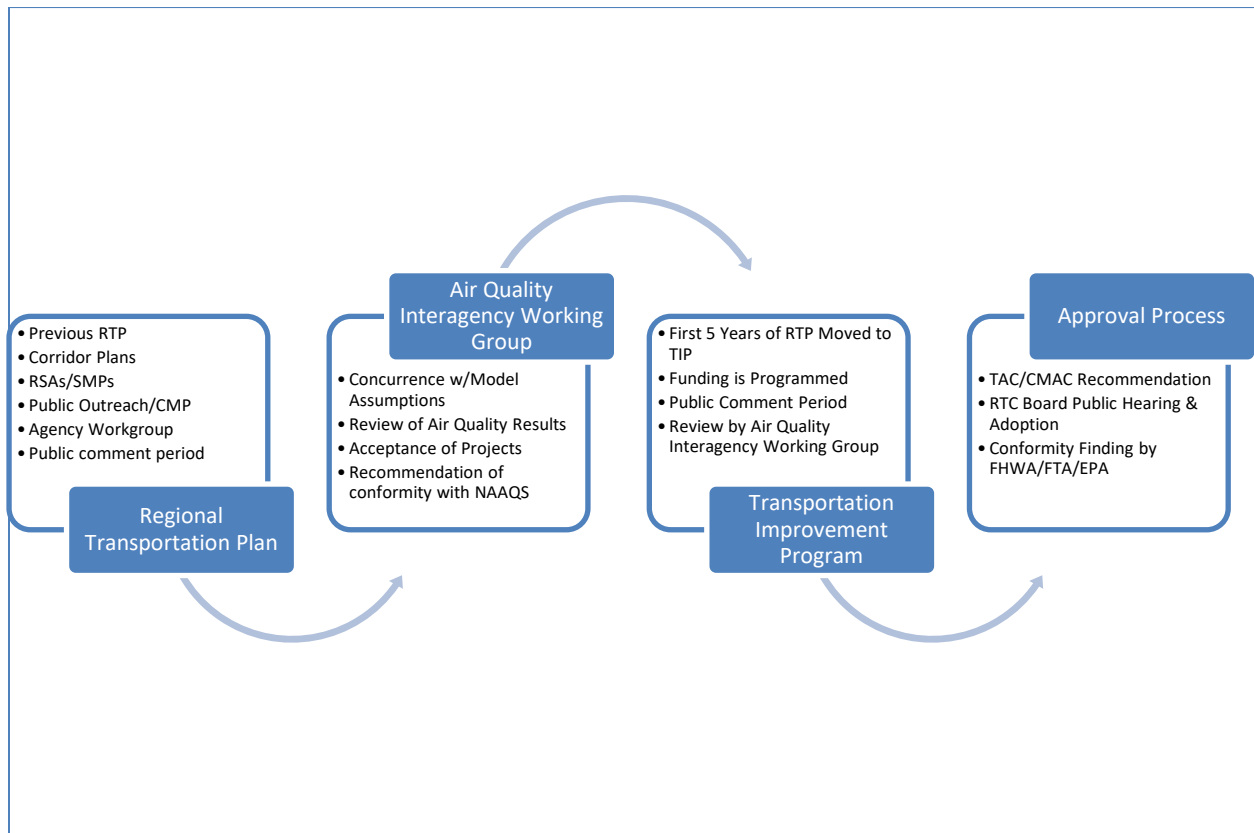 • Previous RTP
• Corridor Plans
• RSAs/SMPs
• Public Outreach/CMP
• Agency Workgroup
• Public comment period
Regional
Transportation Plan
Air Quality
Interagency Working
Group
• Concurrence w/Model
Assumptions
• Review of Air Quality Results
• Acceptance of Projects
• Recommendation of
conformity with NAAQS
• First 5 Years of RTP Moved to
TIP
• Funding is Programmed
• Public Comment Period
• Review by Air Quality
Interagency Working Group
Transportation
Improvement
Program
Approval Process
• TAC/CMAC Recommendation
• RTC Board Public Hearing &
Adoption
• Conformity Finding by
FHWA/FTA/EPA